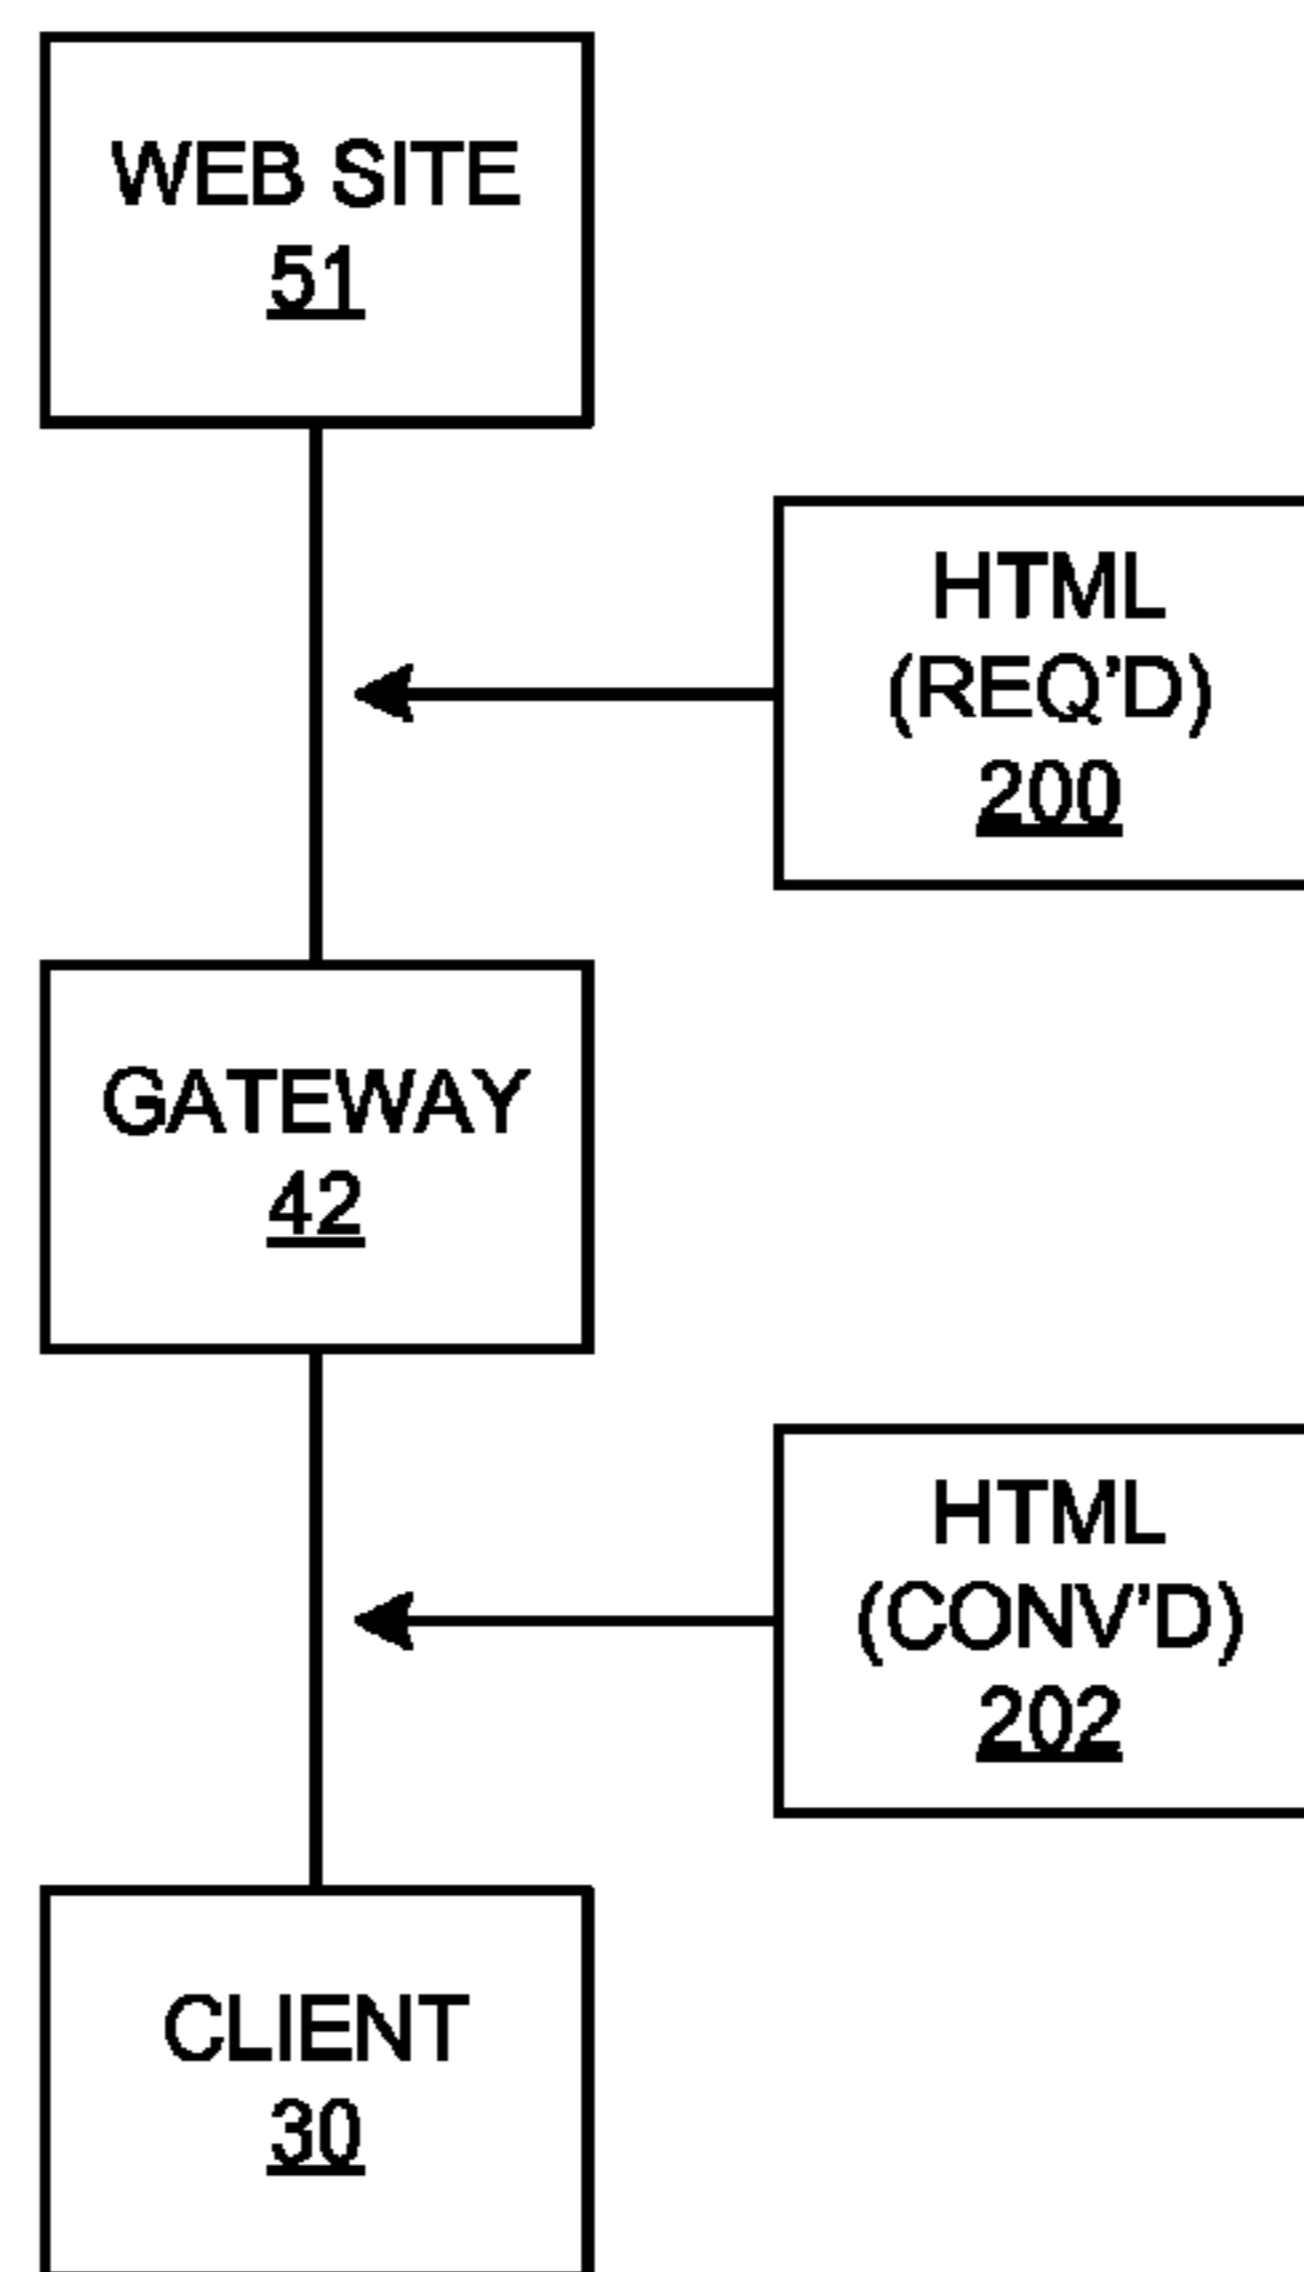 WEB SITE
51
HTML
(REQ’D)
200
GATEWAY
42
HTML
(CONV’D)
202
CLIENT
30